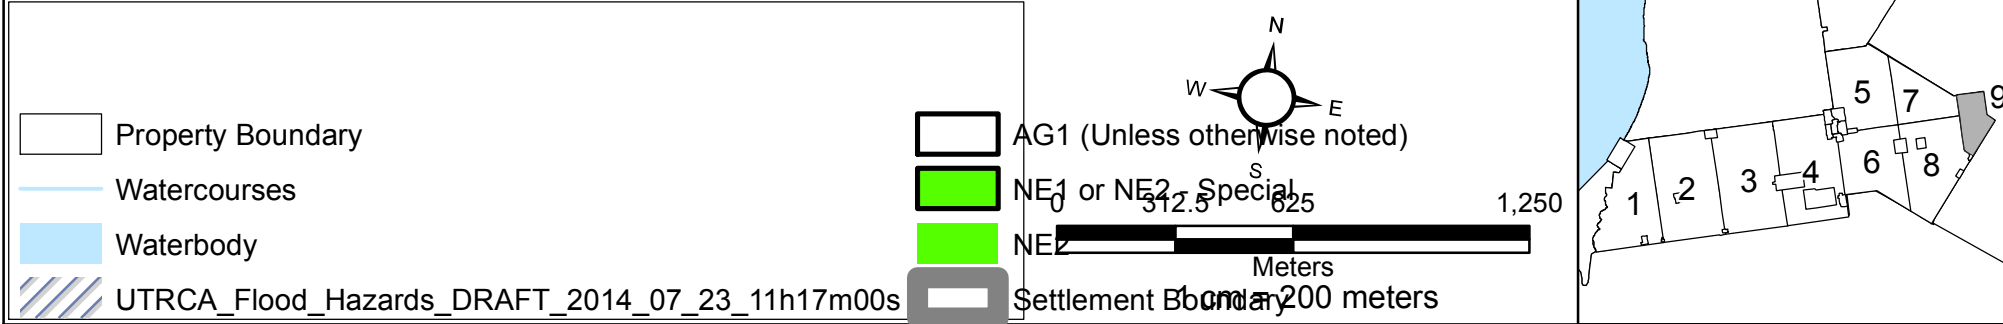 Property Boundary
Watercourses
Waterbody
UTRCA_Flood_Hazards_DRAFT_2014_07_23_11h17m00s
AG1 (Unless otherwise noted)
NE1 or NE2 - Special
NE2
Settlement Boundary
N
W
E
S
0 312.5 625 1,250
Meters
1 cm = 200 meters
5
7
9
6
8
4
3
2
1